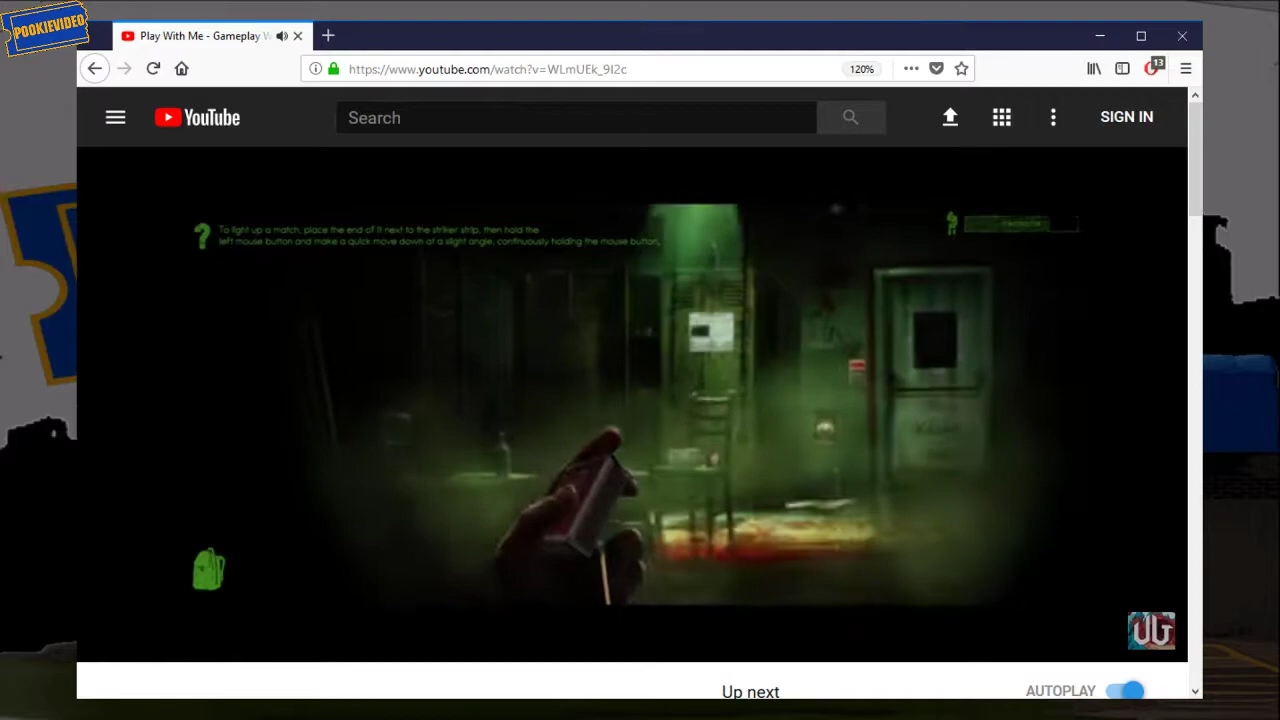 POOKIEVIDEO
Play With Me - Gameplay W
https://www.youtube.com/watch?v=WLmUEk_9I2c
120%
13
YouTube
Search
SIGN IN
To light up a match, place the end of it next to the striker strip, then hold the
left mouse button and make a quick move down at a slight angle, continuously holding the mouse button.
UG
Up next
AUTOPLAY